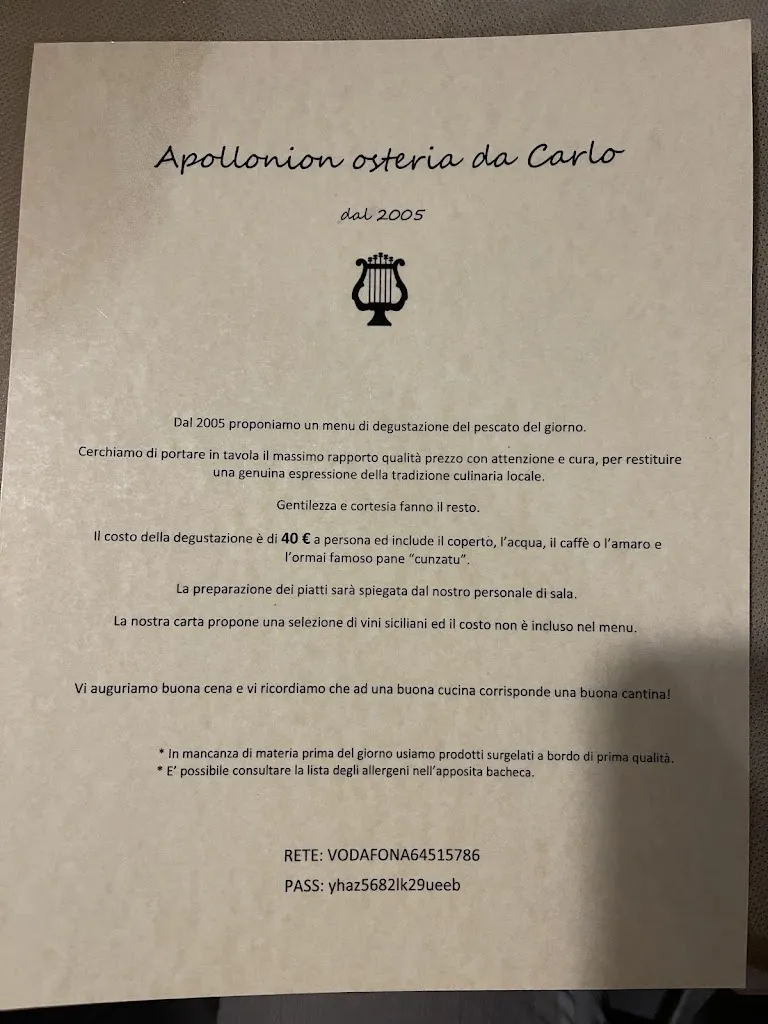 Apollonion osteria da Carlo
dal 2005
Dal 2005 proponiamo un menu di degustazione del pescato del giorno.
Cerchiamo di portare in tavola il massimo rapporto qualità prezzo con attenzione e cura, per restituire
una genuina espressione della tradizione culinaria locale.
Gentilezza e cortesia fanno il resto.
Il costo della degustazione è di 40 € a persona ed include il coperto, l'acqua, il caffè o l'amaro e
l'ormai famoso pane "cunzatu".
La preparazione dei piatti sarà spiegata dal nostro personale di sala.
La nostra carta propone una selezione di vini siciliani ed il costo non è incluso nel menu.
Vi auguriamo buona cena e vi ricordiamo che ad una buona cucina corrisponde una buona cantina!
* In mancanza di materia prima del giorno usiamo prodotti surgelati a bordo di prima qualità.
* E' possibile consultare la lista degli allergeni nell'apposita bacheca.
RETE: VODAFONA64515786
PASS: yhaz5682lk29ueeb